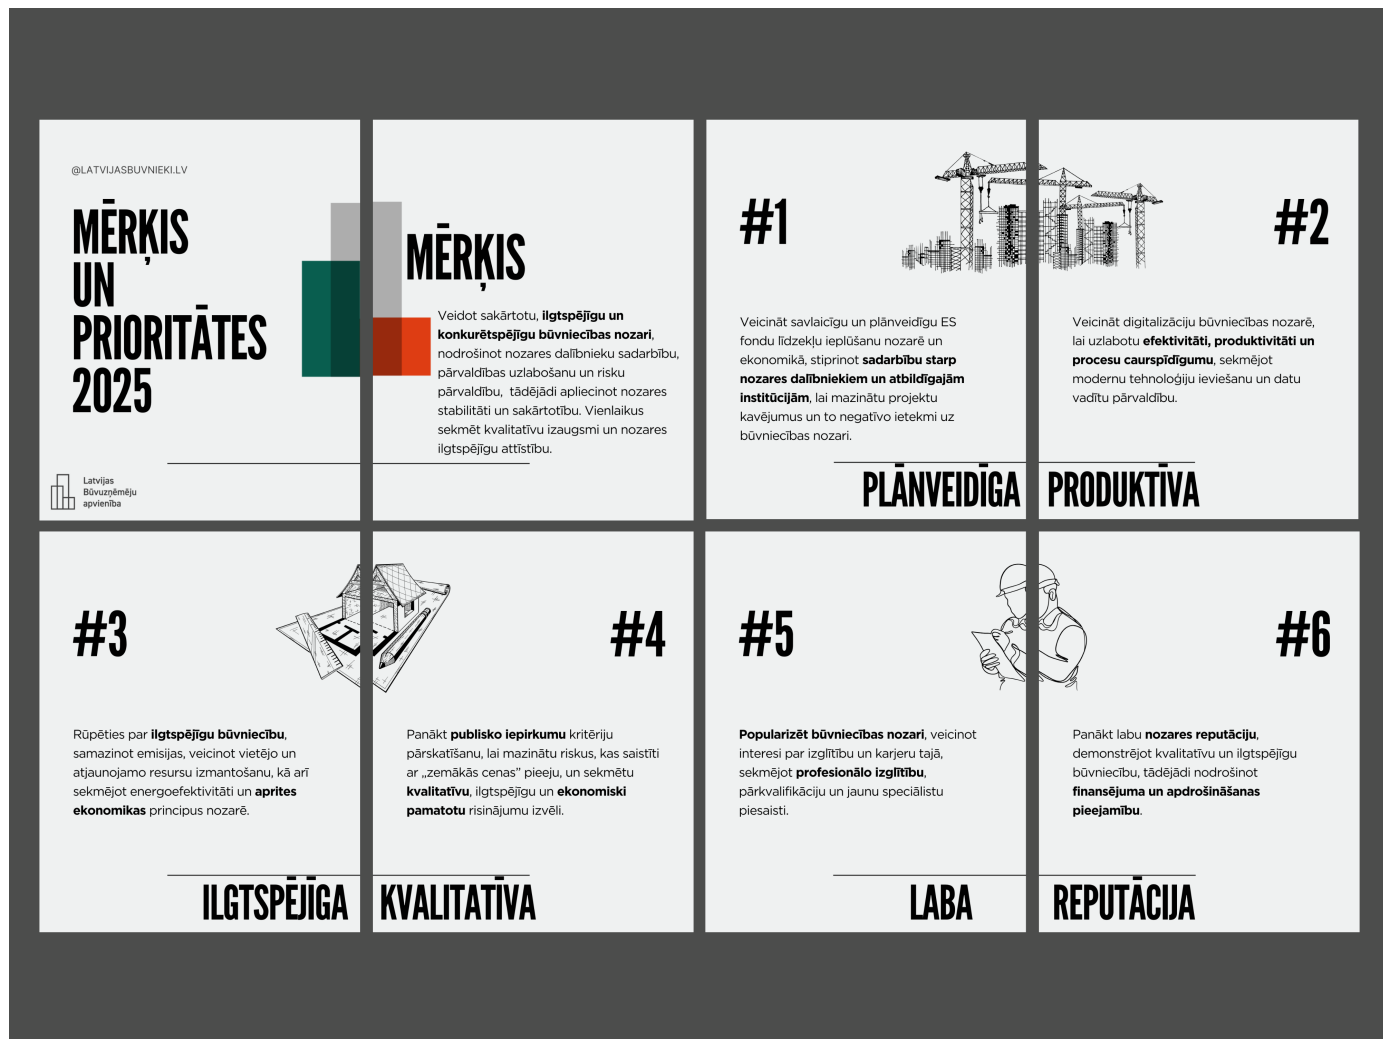 @LATVIJASBUVNIEKI.LV
MĒRĶIS
UN
PRIORITĀTES
2025
Latvijas
Būvuzņēmēju
apvienība
MĒRĶIS
Veidot sakārtotu, ilgtspējīgu un
konkurētspējīgu būvniecības nozari,
nodrošinot nozares dalībnieku sadarbību,
pārvaldības uzlabošanu un risku
pārvaldību, tādējādi apliecinot nozares
stabilitāti un sakārtotību. Vienlaikus
sekmēt kvalitatīvu izaugsmi un nozares
ilgtspējīgu attīstību.
#1
Veicināt savlaicīgu un plānveidīgu ES
fondu līdzekļu ieplūšanu nozarē un
ekonomikā, stiprinot sadarbību starp
nozares dalībniekiem un atbildīgajām
institūcijām, lai mazinātu projektu
kavējumus un to negatīvo ietekmi uz
būvniecības nozari.
PLĀNVEIDĪGA
#2
Veicināt digitalizāciju būvniecības nozarē,
lai uzlabotu efektivitāti, produktivitāti un
procesu caurspīdīgumu, sekmējot
modernu tehnoloģiju ieviešanu un datu
vadītu pārvaldību.
PRODUKTĪVA
#3
Rūpēties par ilgtspējīgu būvniecību,
samazinot emisijas, veicinot vietējo un
atjaunojamo resursu izmantošanu, kā arī
sekmējot energoefektivitāti un aprites
ekonomikas principus nozarē.
ILGTSPĒJĪGA
#4
Panākt publisko iepirkumu kritēriju
pārskatīšanu, lai mazinātu riskus, kas saistīti
ar „zemākās cenas” pieeju, un sekmētu
kvalitatīvu, ilgtspējīgu un ekonomiski
pamatotu risinājumu izvēli.
KVALITATĪVA
#5
Popularizēt būvniecības nozari, veicinot
interesi par izglītību un karjeru tajā,
sekmējot profesionālo izglītību,
pārkvalifikāciju un jaunu speciālistu
piesaisti.
LABA
#6
Panākt labu nozares reputāciju,
demonstrējot kvalitatīvu un ilgtspējīgu
būvniecību, tādējādi nodrošinot
finansējuma un apdrošināšanas
pieejamību.
REPUTĀCIJA